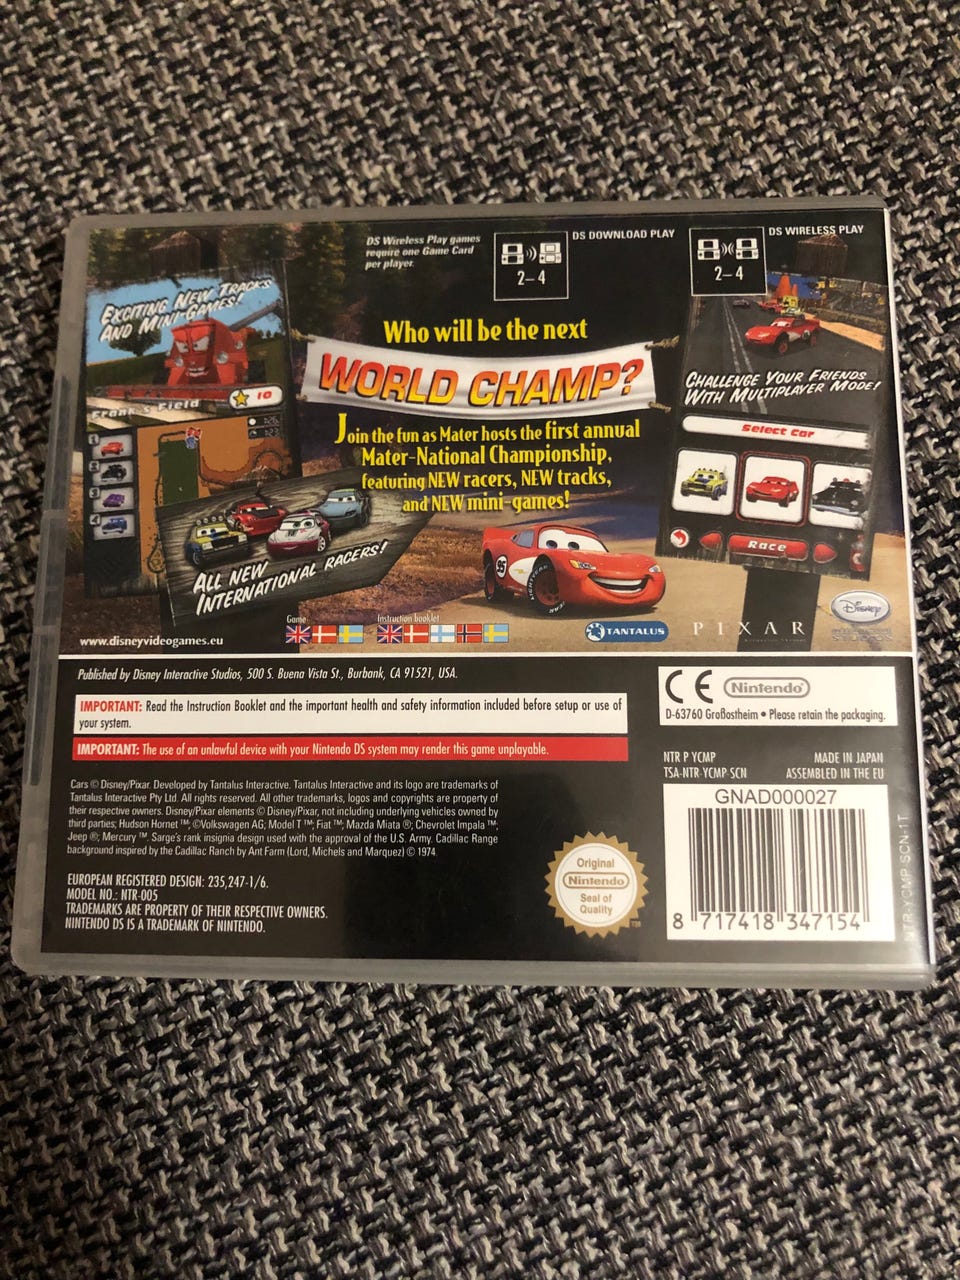 DS Wireless Play games
require one Game Card
per player.
2–4
DS DOWNLOAD PLAY
2–4
DS WIRELESS PLAY
EXCITING NEW TRACKS
AND MINI-GAMES!
Frank's Field
10
1
2
3
4
Who will be the next
WORLD CHAMP?
Join the fun as Mater hosts the first annual
Mater-National Championship,
featuring NEW racers, NEW tracks,
and NEW mini-games!
CHALLENGE YOUR FRIENDS
WITH MULTIPLAYER MODE!
Select Car
Race
ALL NEW
INTERNATIONAL RACERS!
95
LIGHTYEAR
www.disneyvideogames.eu
Game
Instruction booklet
TANTALUS
PIXAR
Disney
Published by Disney Interactive Studios, 500 S. Buena Vista St., Burbank, CA 91521, USA.
IMPORTANT: Read the Instruction Booklet and the important health and safety information included before setup or use of
your system.
IMPORTANT: The use of an unlawful device with your Nintendo DS system may render this game unplayable.
CE Nintendo®
D-63760 Großostheim • Please retain the packaging.
NTR P YCMP
MADE IN JAPAN
TSA-NTR-YCMP-SCN
ASSEMBLED IN THE EU
Cars © Disney/Pixar. Developed by Tantalus Interactive. Tantalus Interactive and its logo are trademarks of
Tantalus Interactive Pty Ltd. All rights reserved. All other trademarks, logos and copyrights are property of
their respective owners. Disney/Pixar elements © Disney/Pixar, not including underlying vehicles owned by
third parties; Hudson Hornet ™; ©Volkswagen AG; Model T ™; Fiat ™; Mazda Miata ®; Chevrolet Impala ™;
Jeep ®; Mercury ™. Sarge's rank insignia design used with the approval of the U.S. Army. Cadillac Range
background inspired by the Cadillac Ranch by Ant Farm (Lord, Michels and Marquez) © 1974.
EUROPEAN REGISTERED DESIGN: 235,247-1/6.
MODEL NO.: NTR-005
TRADEMARKS ARE PROPERTY OF THEIR RESPECTIVE OWNERS.
NINTENDO DS IS A TRADEMARK OF NINTENDO.
Original
Nintendo
Seal of
Quality
TM
GNAD000027
8 717418 347154
NTR-YCMP-SCN-1T